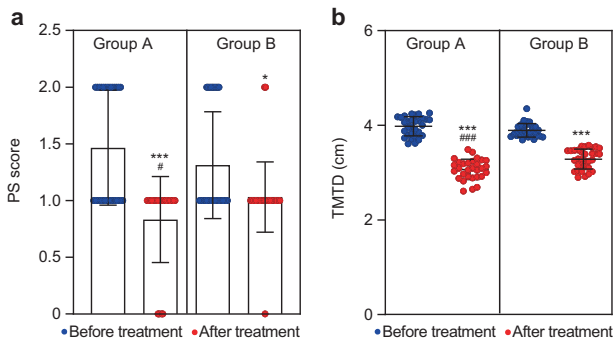 a
Group A Group B
PS score
2.5
2.0
1.5
1.0
0.5
0
***
#
*
Before treatment After treatment
b
Group A Group B
TMTD (cm)
6
4
2
0
***
###
***
Before treatment After treatment